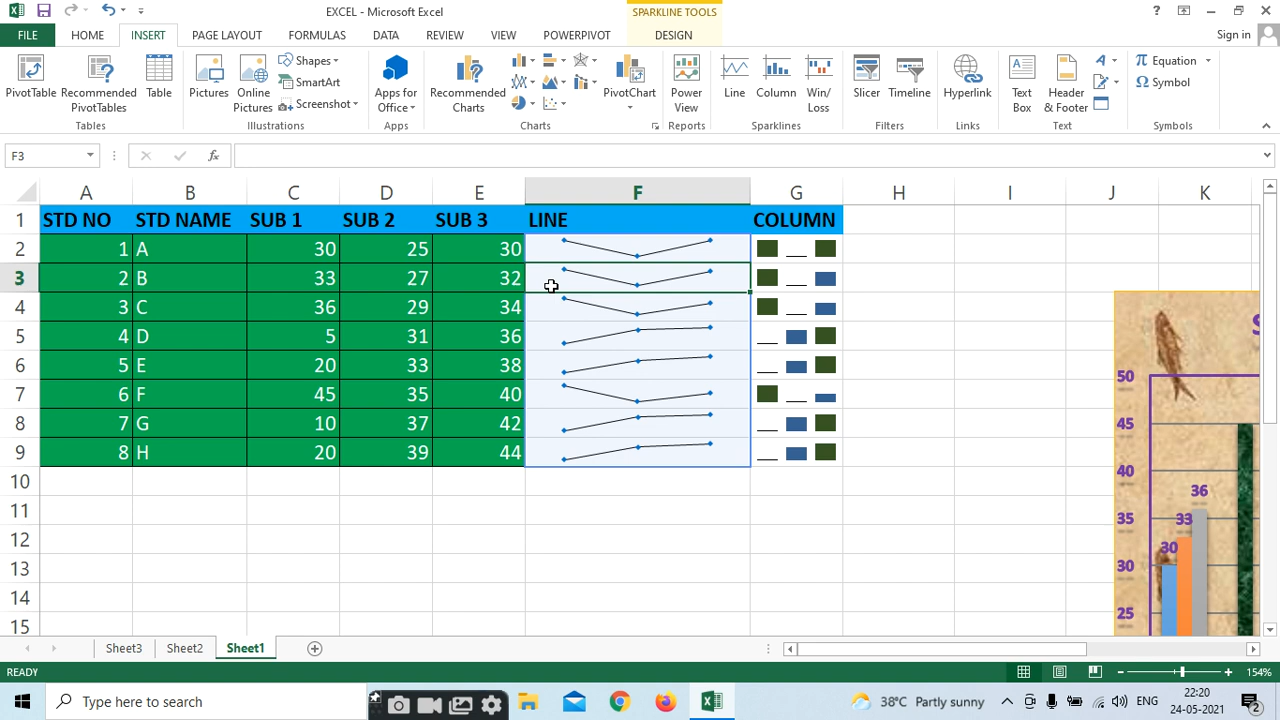 EXCEL - Microsoft Excel
SPARKLINE TOOLS
?
FILE HOME INSERT PAGE LAYOUT FORMULAS DATA REVIEW VIEW POWERPIVOT DESIGN
Sign in
PivotTable
Recommended PivotTables
Table
Pictures
Online Pictures
Shapes
SmartArt
Screenshot
Apps for Office
Recommended Charts
PivotChart
Power View
Line
Column
Win/Loss
Slicer
Timeline
Hyperlink
Text Box
Header & Footer
Equation
Symbol
Tables Illustrations Apps Charts Reports Sparklines Filters Links Text Symbols
F3
fx
A B C D E F G H I J K
1 STD NO STD NAME SUB 1 SUB 2 SUB 3 LINE COLUMN
2 1 A 30 25 30
3 2 B 33 27 32
4 3 C 36 29 34
5 4 D 5 31 36
6 5 E 20 33 38
7 6 F 45 35 40
8 7 G 10 37 42
9 8 H 20 39 44
10
11
12
13
14
15
50
45
40
35
30
25
36
33
30
Sheet3 Sheet2 Sheet1
READY
154%
Type here to search
38°C Partly sunny
ENG
22:20
24-05-2021
2